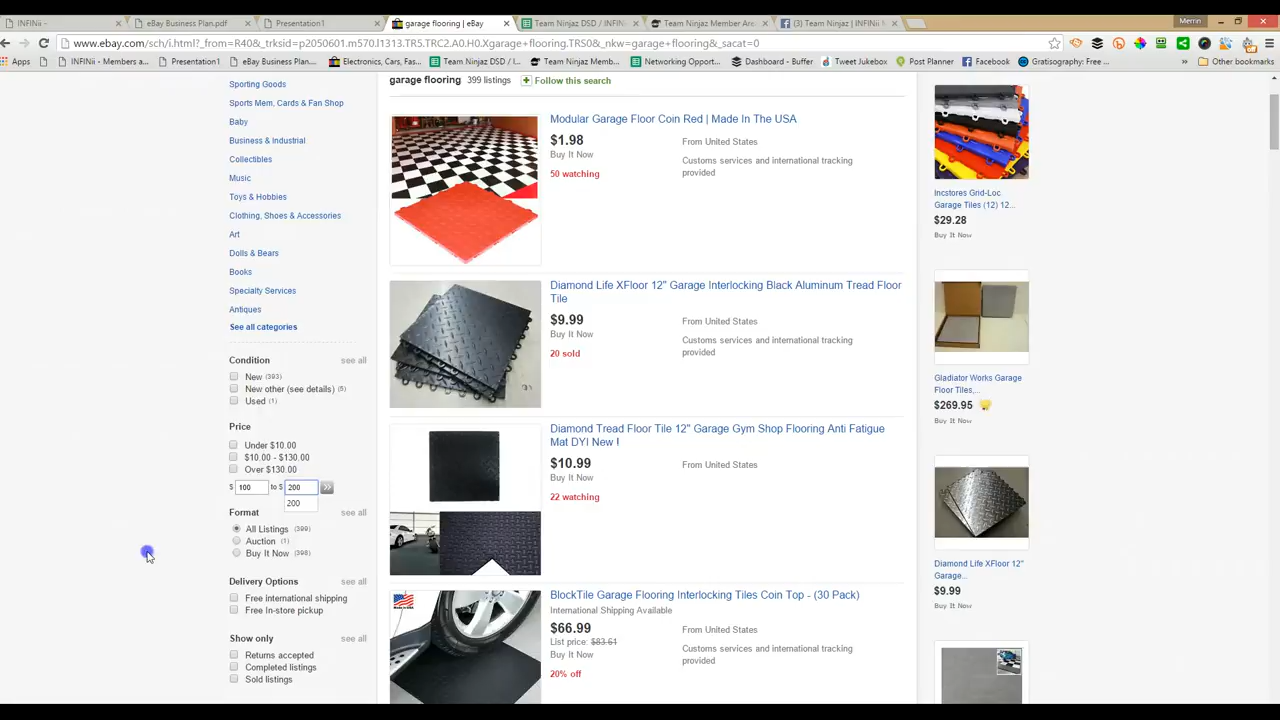 INFINii -
eBay Business Plan.pdf
Presentation1
garage flooring | eBay
Team Ninjaz DSD / INFIN
Team Ninjaz Member Area
(3) Team Ninjaz | INFINii M
Merrin
www.ebay.com/sch/i.html?_from=R40&_trksid=p2050601.m570.l1313.TR5.TRC2.A0.H0.Xgarage+flooring.TRS0&_nkw=garage+flooring&_sacat=0
Apps
INFINii - Members a...
Presentation1
eBay Business Plan....
Electronics, Cars, Fas...
Team Ninjaz DSD / I...
Team Ninjaz Memb...
Networking Opport...
Dashboard - Buffer
Tweet Jukebox
Post Planner
Facebook
Gratisography: Free ...
»
Other bookmarks
garage flooring 399 listings
Follow this search
Sporting Goods
Sports Mem, Cards & Fan Shop
Baby
Business & Industrial
Collectibles
Music
Toys & Hobbies
Clothing, Shoes & Accessories
Art
Dolls & Bears
Books
Specialty Services
Antiques
See all categories
Condition see all
New (393)
New other (see details) (5)
Used (1)
Price
Under $10.00
$10.00 - $130.00
Over $130.00
$ 100 to $ 200 »
200
Format see all
All Listings (399)
Auction (1)
Buy It Now (398)
Delivery Options see all
Free international shipping
Free In-store pickup
Show only see all
Returns accepted
Completed listings
Sold listings
Modular Garage Floor Coin Red | Made In The USA
$1.98
Buy It Now
50 watching
From United States
Customs services and international tracking
provided
Diamond Life XFloor 12" Garage Interlocking Black Aluminum Tread Floor
Tile
$9.99
Buy It Now
20 sold
From United States
Customs services and international tracking
provided
Diamond Tread Floor Tile 12" Garage Gym Shop Flooring Anti Fatigue
Mat DYI New !
$10.99
Buy It Now
22 watching
From United States
BlockTile Garage Flooring Interlocking Tiles Coin Top - (30 Pack)
International Shipping Available
$66.99
List price: $83.61
Buy It Now
20% off
From United States
Customs services and international tracking
provided
Incstores Grid-Loc
Garage Tiles (12) 12...
$29.28
Buy It Now
Gladiator Works Garage
Floor Tiles,...
$269.95
Buy It Now
Diamond Life XFloor 12"
Garage...
$9.99
Buy It Now